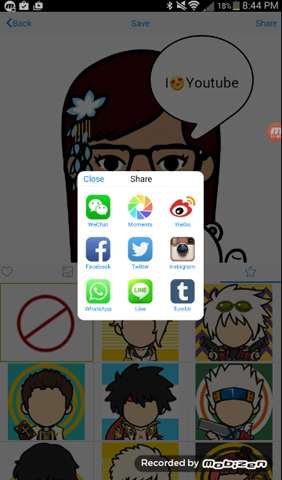 18% 8:44 PM
Back Save Share
I😍Youtube
Close Share
WeChat Moments Weibo
Facebook Twitter Instagram
WhatsApp Line Tumblr
LINE
Recorded by mobizen